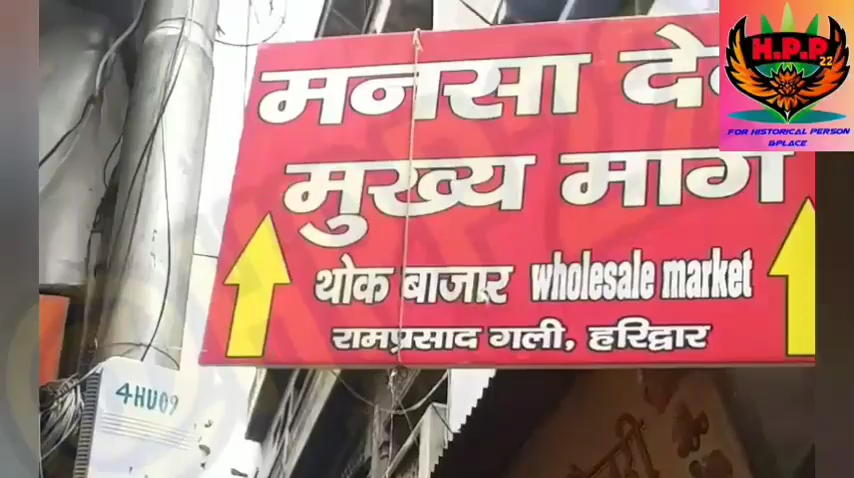 मनसा
मुख्य मार्ग
थोक बाजार wholesale market
रामप्रसाद गली, हरिद्वार
4HU09
H.P.P
22
FOR HISTORICAL PERSON
&PLACE